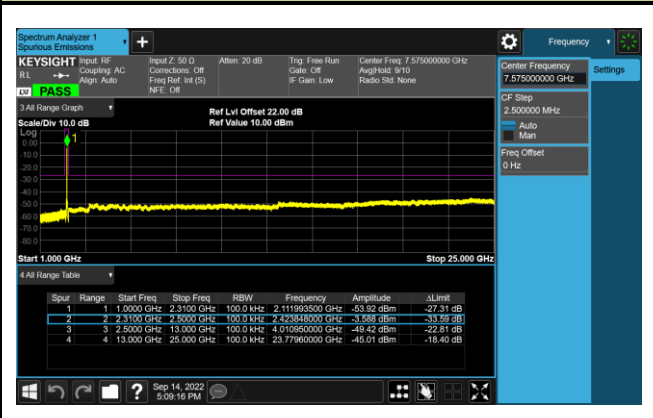 Spectrum Analyzer 1
Spurious Emissions
Frequency
KEYSIGHT Input: RF Input Z: 50 Ω Atten: 20 dB Trig: Free Run Center Freq: 7.575000000 GHz
RL Coupling: AC Corrections: Off Gate: Off Avg|Hold: 9/10
Align: Auto Freq Ref: Int (S) IF Gain: Low Radio Std: None
LXI PASS NFE: Off
Center Frequency
7.575000000 GHz
Settings
CF Step
2.500000 MHz
Auto
Man
Freq Offset
0 Hz
3 All Range Graph
Ref Lvl Offset 22.00 dB
Scale/Div 10.0 dB Ref Value 10.00 dBm
Log
1
0.00
-10.0
-20.0
-30.0
-40.0
-50.0
-60.0
-70.0
-80.0
Start 1.000 GHz Stop 25.000 GHz
4 All Range Table
Spur Range Start Freq Stop Freq RBW Frequency Amplitude ΔLimit
1 1 1.0000 GHz 2.3100 GHz 100.0 kHz 2.111993500 GHz -53.92 dBm -27.31 dB
2 2 2.3100 GHz 2.5000 GHz 100.0 kHz 2.423848000 GHz -3.588 dBm -33.59 dB
3 3 2.5000 GHz 13.000 GHz 100.0 kHz 4.010950000 GHz -49.42 dBm -22.81 dB
4 4 13.000 GHz 25.000 GHz 100.0 kHz 23.77960000 GHz -45.01 dBm -18.40 dB
? Sep 14, 2022
5:09:16 PM